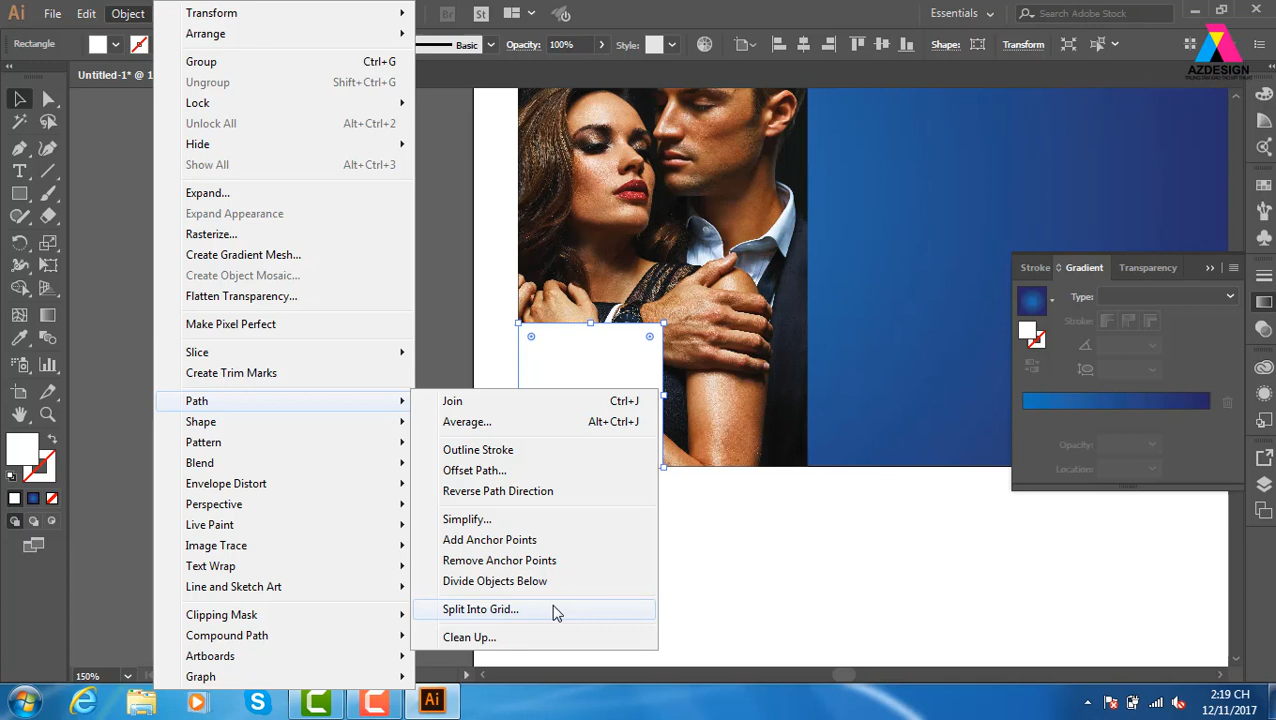 Ai File Edit Object Br St Essentials Search Adobe Stock
Rectangle Basic Opacity: 100% Style: Shape: Transform
AZDESIGN
Untitled-1* @ 1
Transform
Arrange
Group Ctrl+G
Ungroup Shift+Ctrl+G
Lock
Unlock All Alt+Ctrl+2
Hide
Show All Alt+Ctrl+3
Expand...
Expand Appearance
Rasterize...
Create Gradient Mesh...
Create Object Mosaic...
Flatten Transparency...
Make Pixel Perfect
Slice
Create Trim Marks
Path
Shape
Pattern
Blend
Envelope Distort
Perspective
Live Paint
Image Trace
Text Wrap
Line and Sketch Art
Clipping Mask
Compound Path
Artboards
Graph
Join Ctrl+J
Average... Alt+Ctrl+J
Outline Stroke
Offset Path...
Reverse Path Direction
Simplify...
Add Anchor Points
Remove Anchor Points
Divide Objects Below
Split Into Grid...
Clean Up...
Stroke Gradient Transparency
Type:
Stroke:
Opacity:
Location:
150%
Ai
2:19 CH
12/11/2017